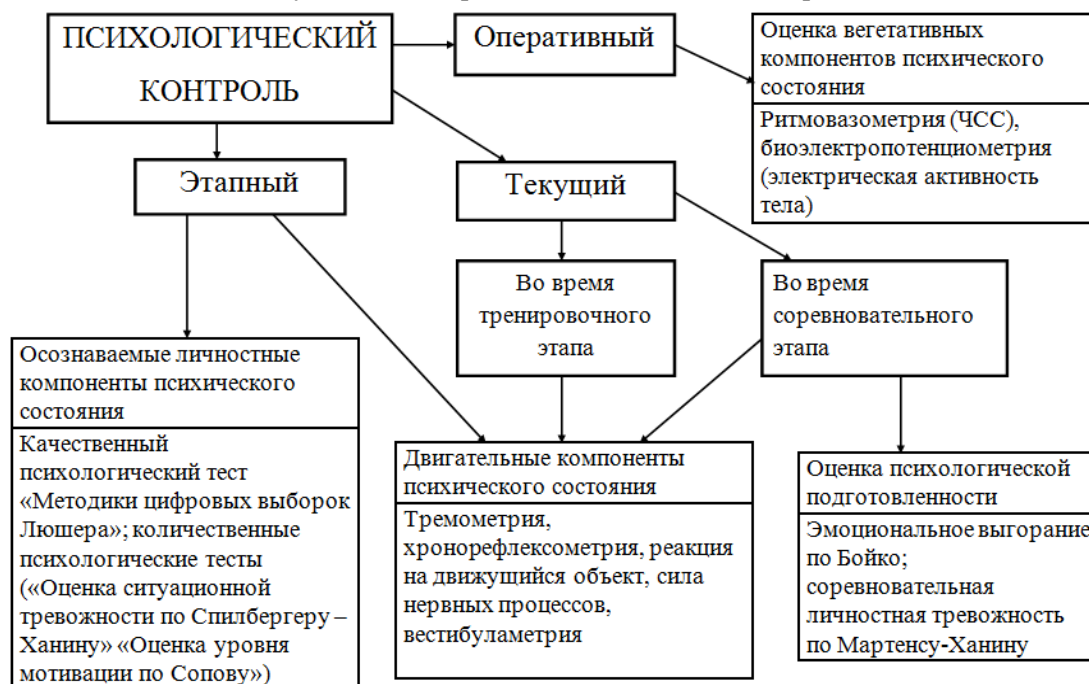 ПСИХОЛОГИЧЕСКИЙ
КОНТРОЛЬ
Оперативный
Оценка вегетативных
компонентов психического
состояния
Ритмовазометрия (ЧСС),
биоэлектропотенциометрия
(электрическая активность
тела)
Этапный
Текущий
Во время
тренировочного
этапа
Во время
соревновательного
этапа
Осознаваемые личностные
компоненты психического
состояния
Качественный
психологический тест
«Методики цифровых выборок
Люшера»; количественные
психологические тесты
(«Оценка ситуационной
тревожности по Спилбергеру –
Ханину» «Оценка уровня
мотивации по Сопову»)
Двигательные компоненты
психического состояния
Тремометрия,
хронорефлексометрия, реакция
на движущийся объект, сила
нервных процессов,
вестибуламетрия
Оценка психологической
подготовленности
Эмоциональное выгорание
по Бойко;
соревновательная
личностная тревожность
по Мартенсу-Ханину